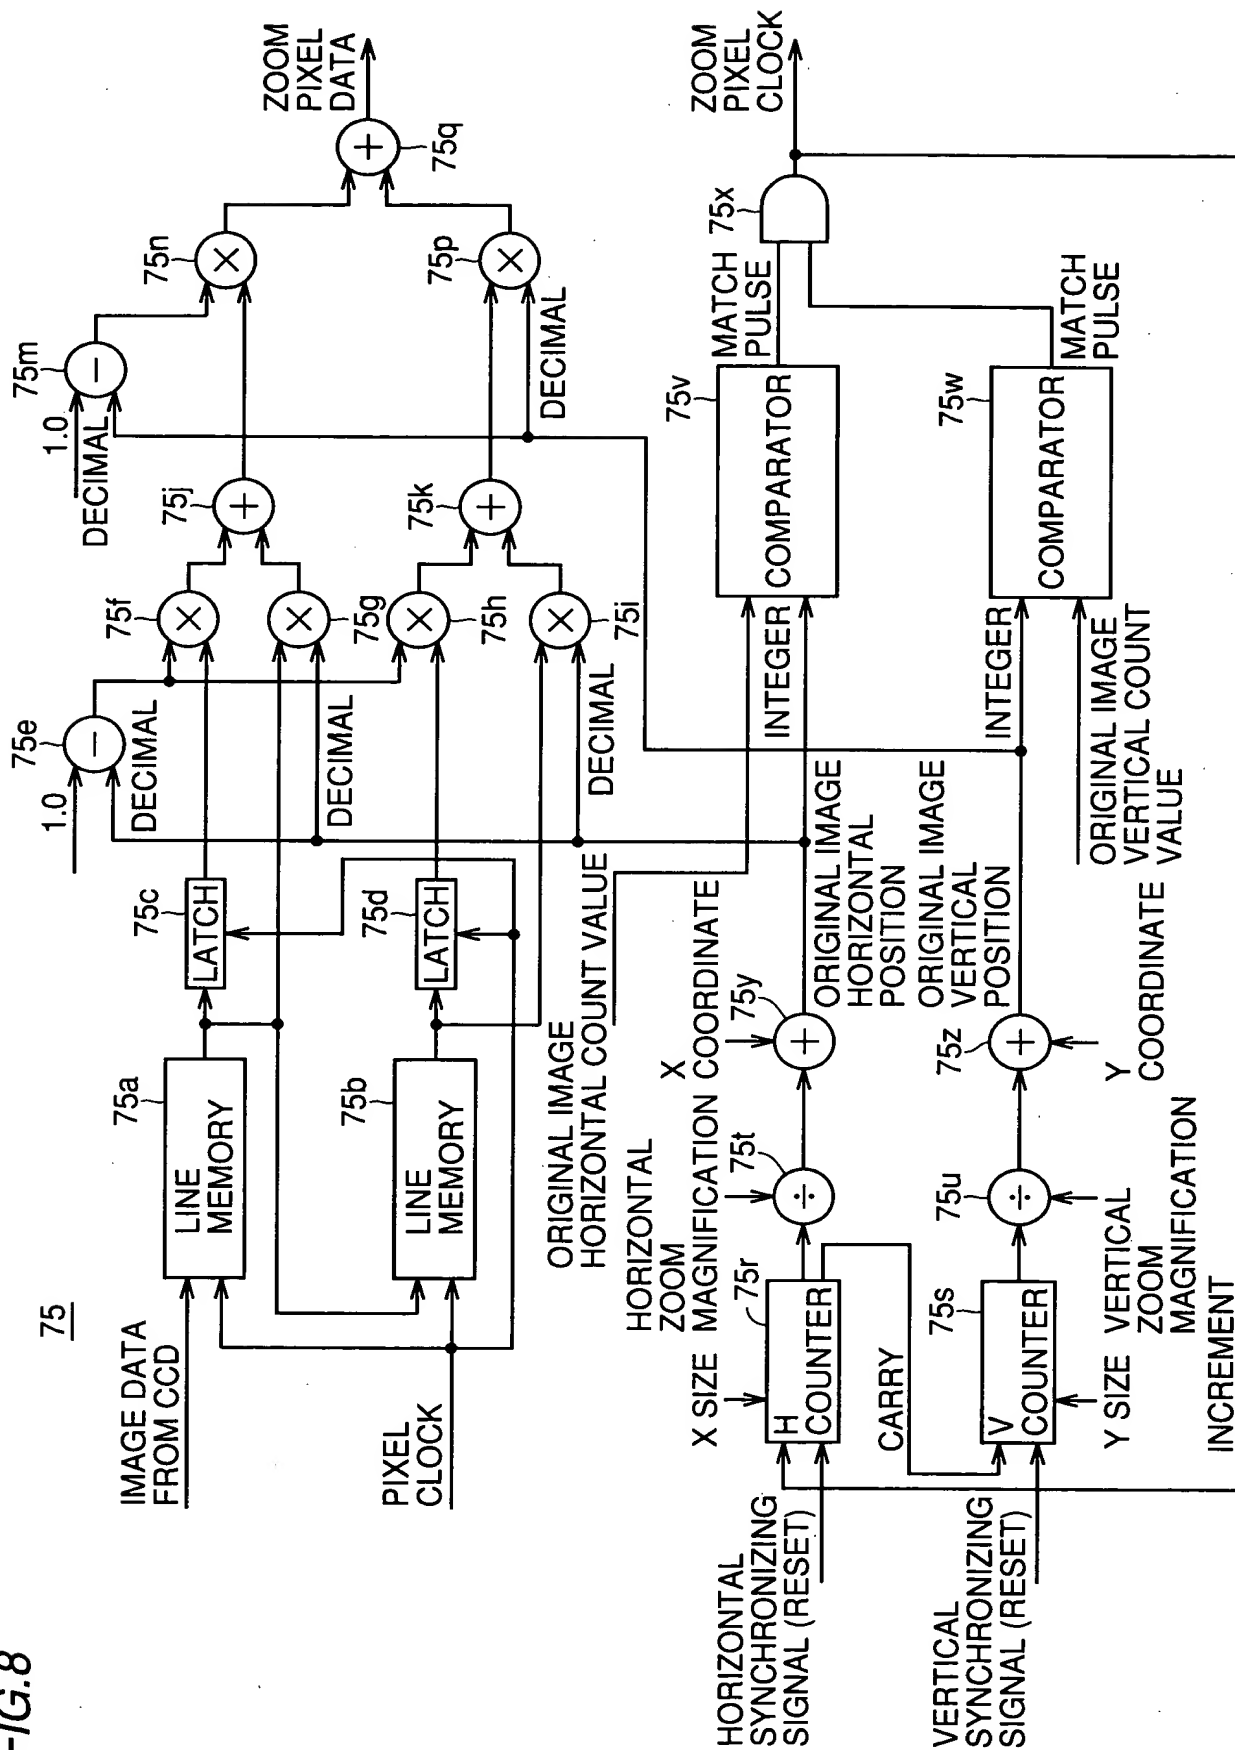 FIG.8
75
IMAGE DATA
FROM CCD
PIXEL
CLOCK
75a
LINE
MEMORY
75b
LINE
MEMORY
75c
LATCH
75d
LATCH
75e
1.0
DECIMAL
DECIMAL
DECIMAL
75f
75g
75h
75i
75j
75k
75m
1.0
DECIMAL
DECIMAL
75n
75p
75q
ZOOM
PIXEL
DATA
ORIGINAL IMAGE
HORIZONTAL COUNT VALUE
HORIZONTAL
ZOOM
MAGNIFICATION
X
COORDINATE
X SIZE
75r
H
COUNTER
75t
75y
ORIGINAL IMAGE
HORIZONTAL
POSITION
INTEGER
75v
COMPARATOR
MATCH
PULSE
75x
ZOOM
PIXEL
CLOCK
HORIZONTAL
SYNCHRONIZING
SIGNAL (RESET)
CARRY
VERTICAL
SYNCHRONIZING
SIGNAL (RESET)
75s
V
COUNTER
Y SIZE
75u
VERTICAL
ZOOM
MAGNIFICATION
75z
Y
COORDINATE
ORIGINAL IMAGE
VERTICAL
POSITION
INTEGER
ORIGINAL IMAGE
VERTICAL COUNT
VALUE
75w
COMPARATOR
MATCH
PULSE
INCREMENT